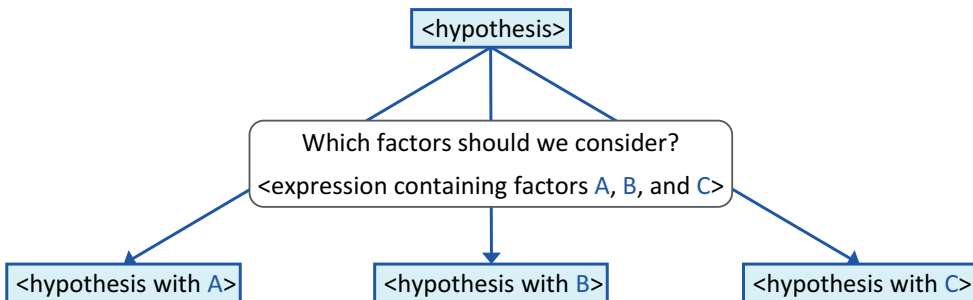 <hypothesis>
Which factors should we consider?
<expression containing factors A, B, and C>
<hypothesis with A>
<hypothesis with B>
<hypothesis with C>